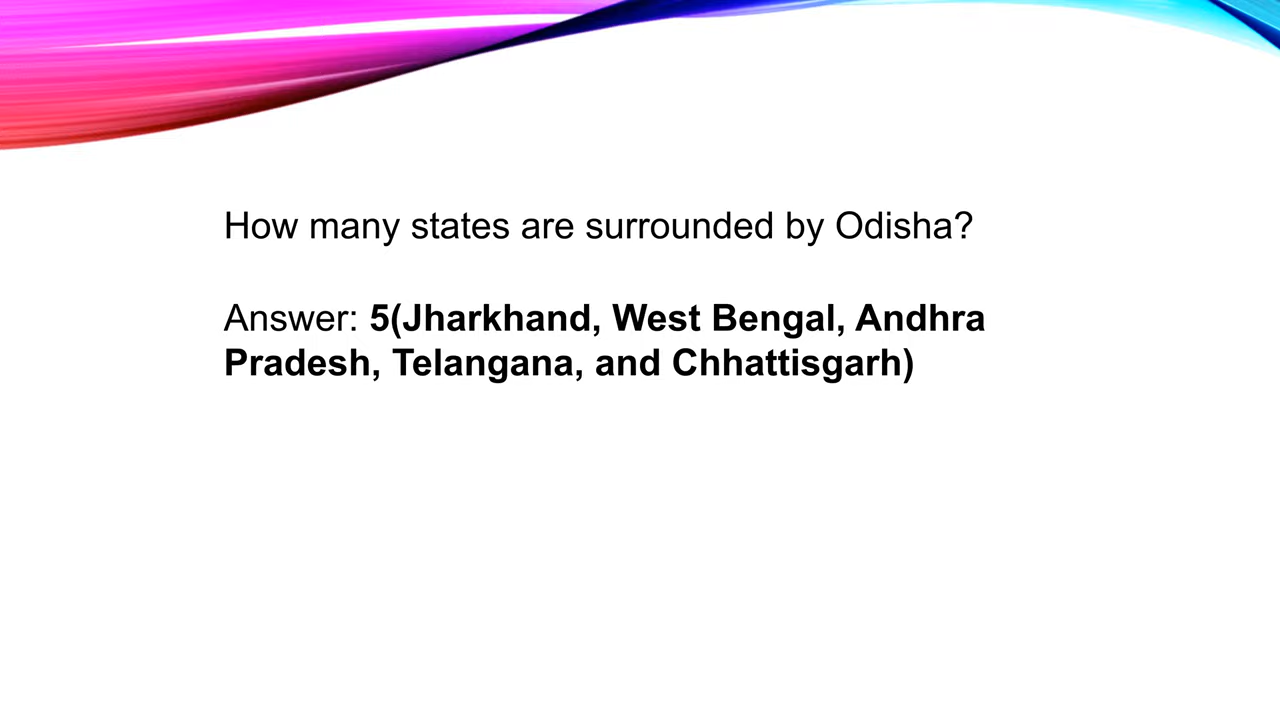 How many states are surrounded by Odisha?
Answer: 5(Jharkhand, West Bengal, Andhra
Pradesh, Telangana, and Chhattisgarh)